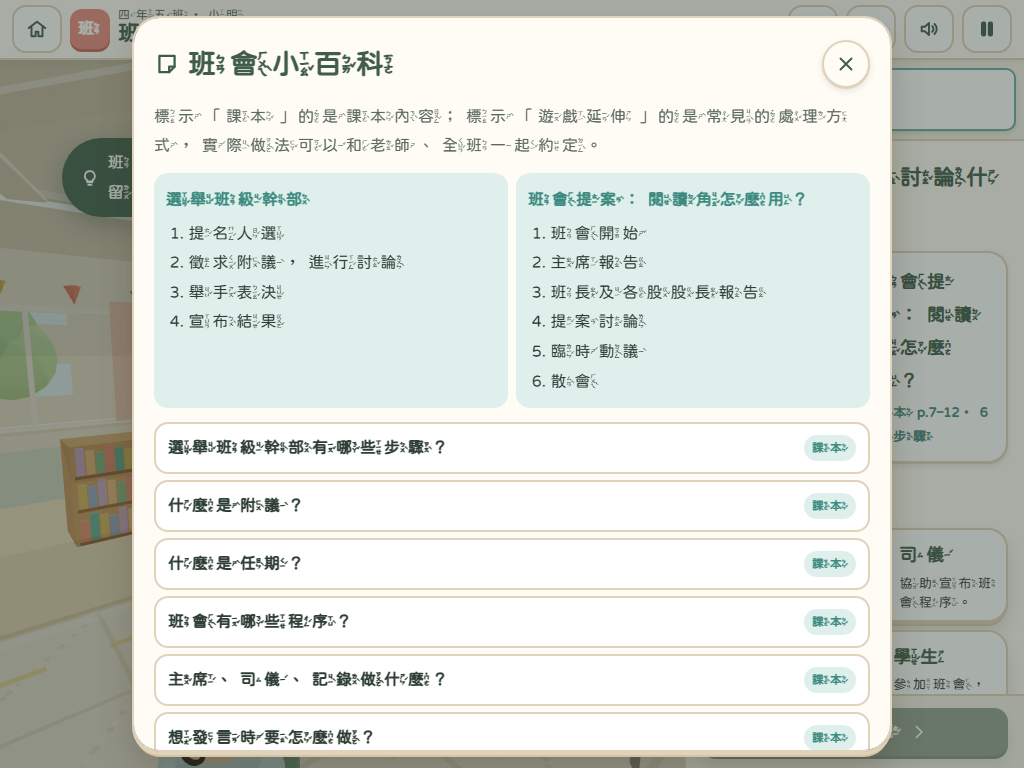 四年五班・小明
班
班
班會小百科
標示「課本」的是課本內容；標示「遊戲延伸」的是常見的處理方
式，實際做法可以和老師、全班一起約定。
選舉班級幹部
1. 提名人選
2. 徵求附議，進行討論
3. 舉手表決
4. 宣布結果
班會提案：閱讀角怎麼用？
1. 班會開始
2. 主席報告
3. 班長及各股股長報告
4. 提案討論
5. 臨時動議
6. 散會
選舉班級幹部有哪些步驟？
課本
什麼是附議？
課本
什麼是任期？
課本
班會有哪些程序？
課本
主席、司儀、記錄做什麼？
課本
想發言時要怎麼做？
課本
班
留
討論什
會提
：閱讀
怎麼
？
本 p.7–12・6
步驟
司儀
協助宣布班
會程序。
學生
參加班會，